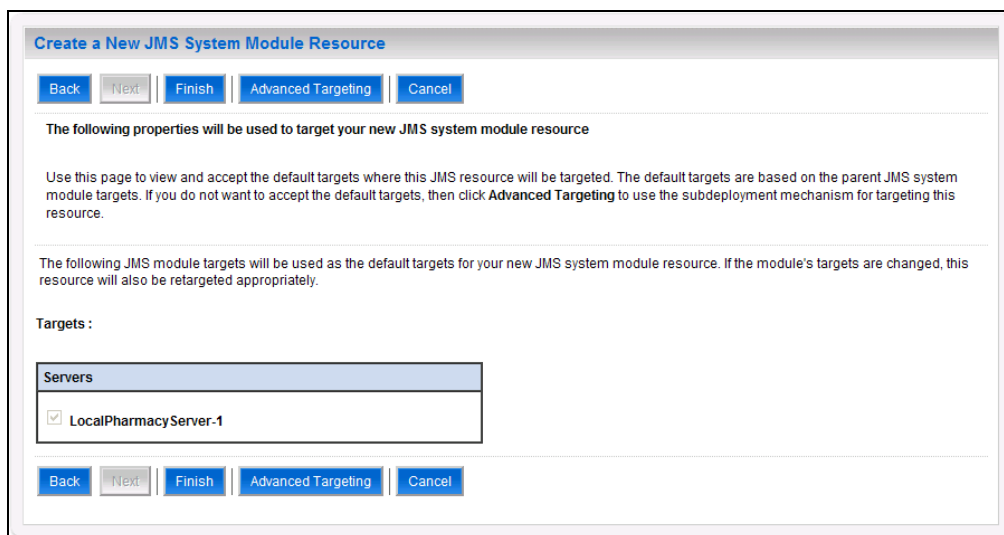 Create a New JMS System Module Resource
Back Next Finish Advanced Targeting Cancel
The following properties will be used to target your new JMS system module resource
Use this page to view and accept the default targets where this JMS resource will be targeted. The default targets are based on the parent JMS system
module targets. If you do not want to accept the default targets, then click Advanced Targeting to use the subdeployment mechanism for targeting this
resource.
The following JMS module targets will be used as the default targets for your new JMS system module resource. If the module's targets are changed, this
resource will also be retargeted appropriately.
Targets :
Servers
LocalPharmacyServer-1
Back Next Finish Advanced Targeting Cancel